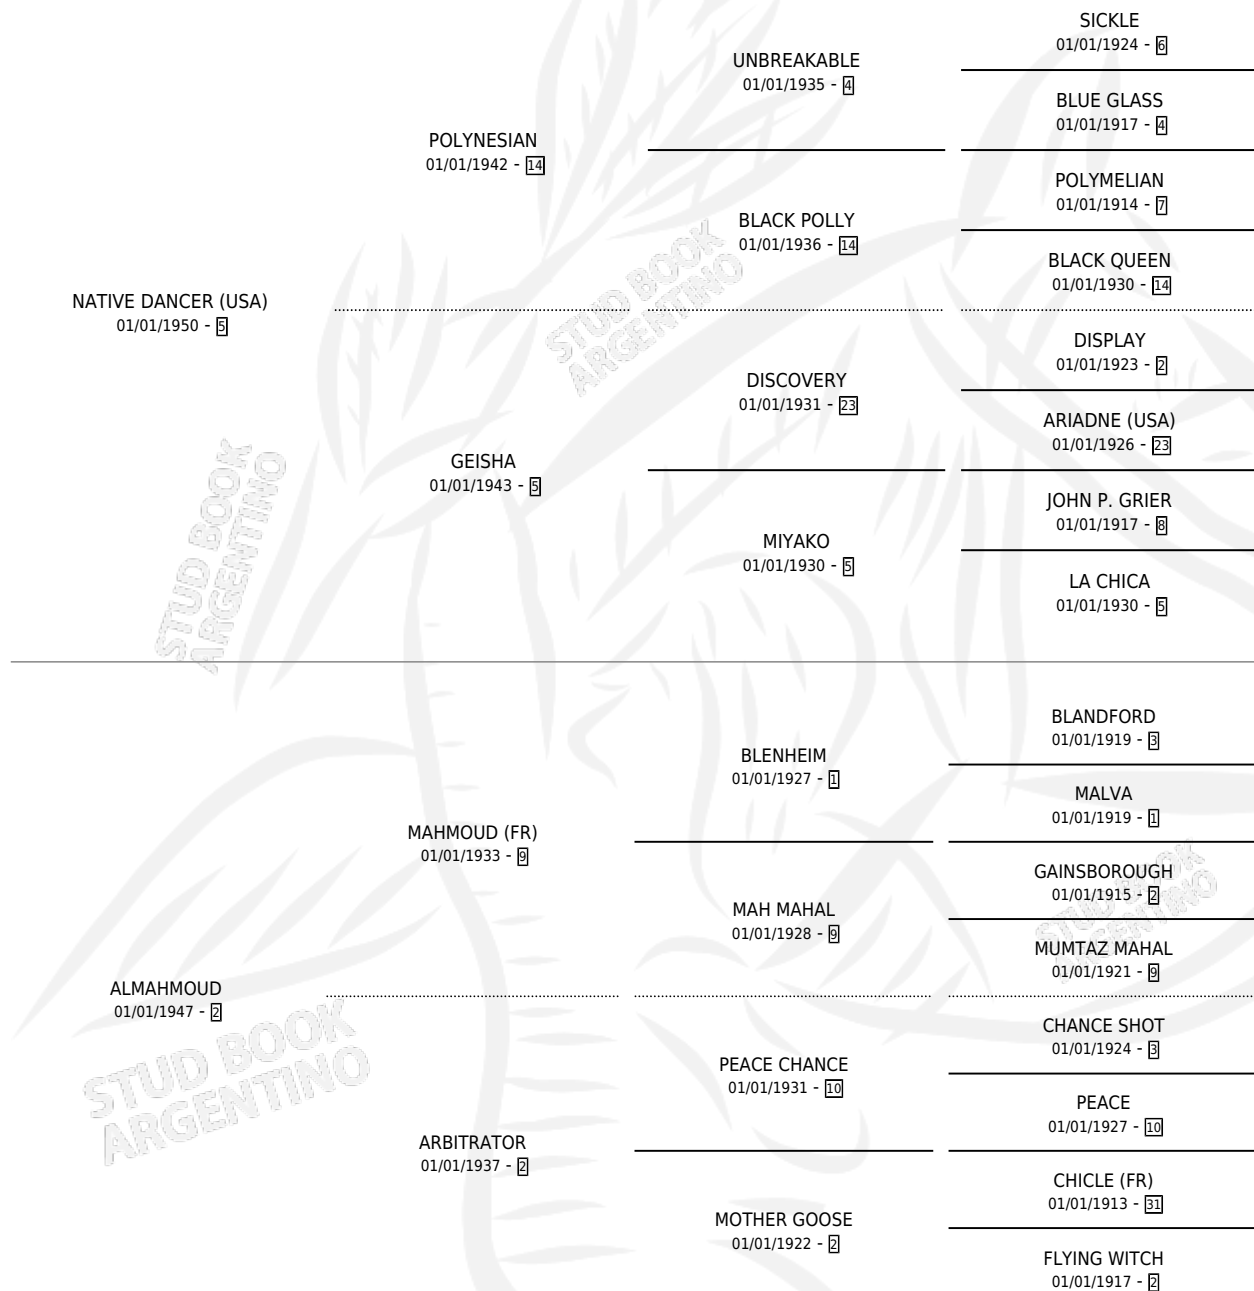 SICKLE
01/01/1924 - 6
UNBREAKABLE
01/01/1935 - 4
BLUE GLASS
01/01/1917 - 4
POLYNESIAN
01/01/1942 - 14
POLYMELIAN
01/01/1914 - 7
BLACK POLLY
01/01/1936 - 14
BLACK QUEEN
01/01/1930 - 14
NATIVE DANCER (USA)
01/01/1950 - 5
STUD BOOK
ARGENTINO
DISPLAY
01/01/1923 - 2
DISCOVERY
01/01/1931 - 23
ARIADNE (USA)
01/01/1926 - 23
GEISHA
01/01/1943 - 5
JOHN P. GRIER
01/01/1917 - 8
MIYAKO
01/01/1930 - 5
LA CHICA
01/01/1930 - 5
STUD BOOK
ARGENTINO
BLANDFORD
01/01/1919 - 3
BLENHEIM
01/01/1927 - 1
MALVA
01/01/1919 - 1
MAHMOUD (FR)
01/01/1933 - 9
GAINSBOROUGH
01/01/1915 - 2
MAH MAHAL
01/01/1928 - 9
STUD BOOK
ARGENTINO
MUMTAZ MAHAL
01/01/1921 - 9
ALMAHMOUD
01/01/1947 - 2
STUD BOOK
ARGENTINO
CHANCE SHOT
01/01/1924 - 3
PEACE CHANCE
01/01/1931 - 10
PEACE
01/01/1927 - 10
ARBITRATOR
01/01/1937 - 2
CHICLE (FR)
01/01/1913 - 31
MOTHER GOOSE
01/01/1922 - 2
FLYING WITCH
01/01/1917 - 2